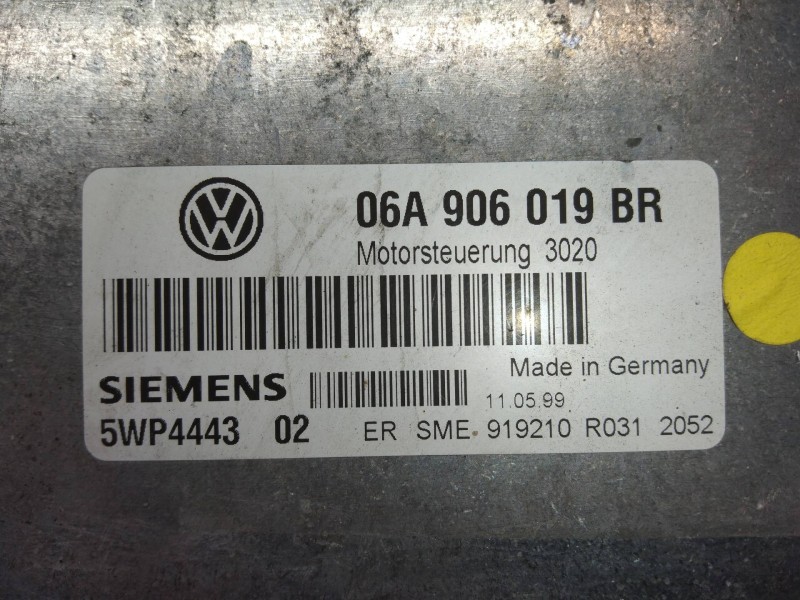 06A 906 019 BR
Motorsteuerung 3020
Made in Germany
SIEMENS
11.05.99
5WP4443 02 ER SME 919210 R031 2052